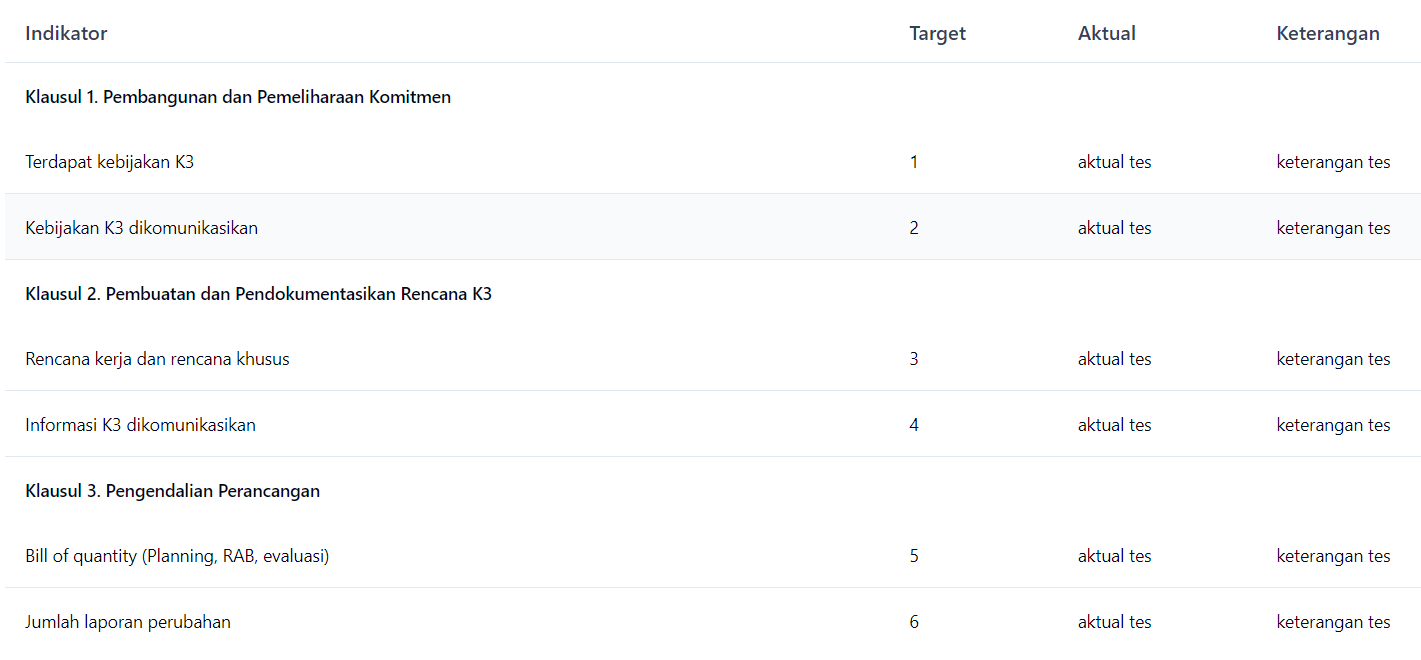 Indikator Target Aktual Keterangan
Klausul 1. Pembangunan dan Pemeliharaan Komitmen
Terdapat kebijakan K3 1 aktual tes keterangan tes
Kebijakan K3 dikomunikasikan 2 aktual tes keterangan tes
Klausul 2. Pembuatan dan Pendokumentasikan Rencana K3
Rencana kerja dan rencana khusus 3 aktual tes keterangan tes
Informasi K3 dikomunikasikan 4 aktual tes keterangan tes
Klausul 3. Pengendalian Perancangan
Bill of quantity (Planning, RAB, evaluasi) 5 aktual tes keterangan tes
Jumlah laporan perubahan 6 aktual tes keterangan tes